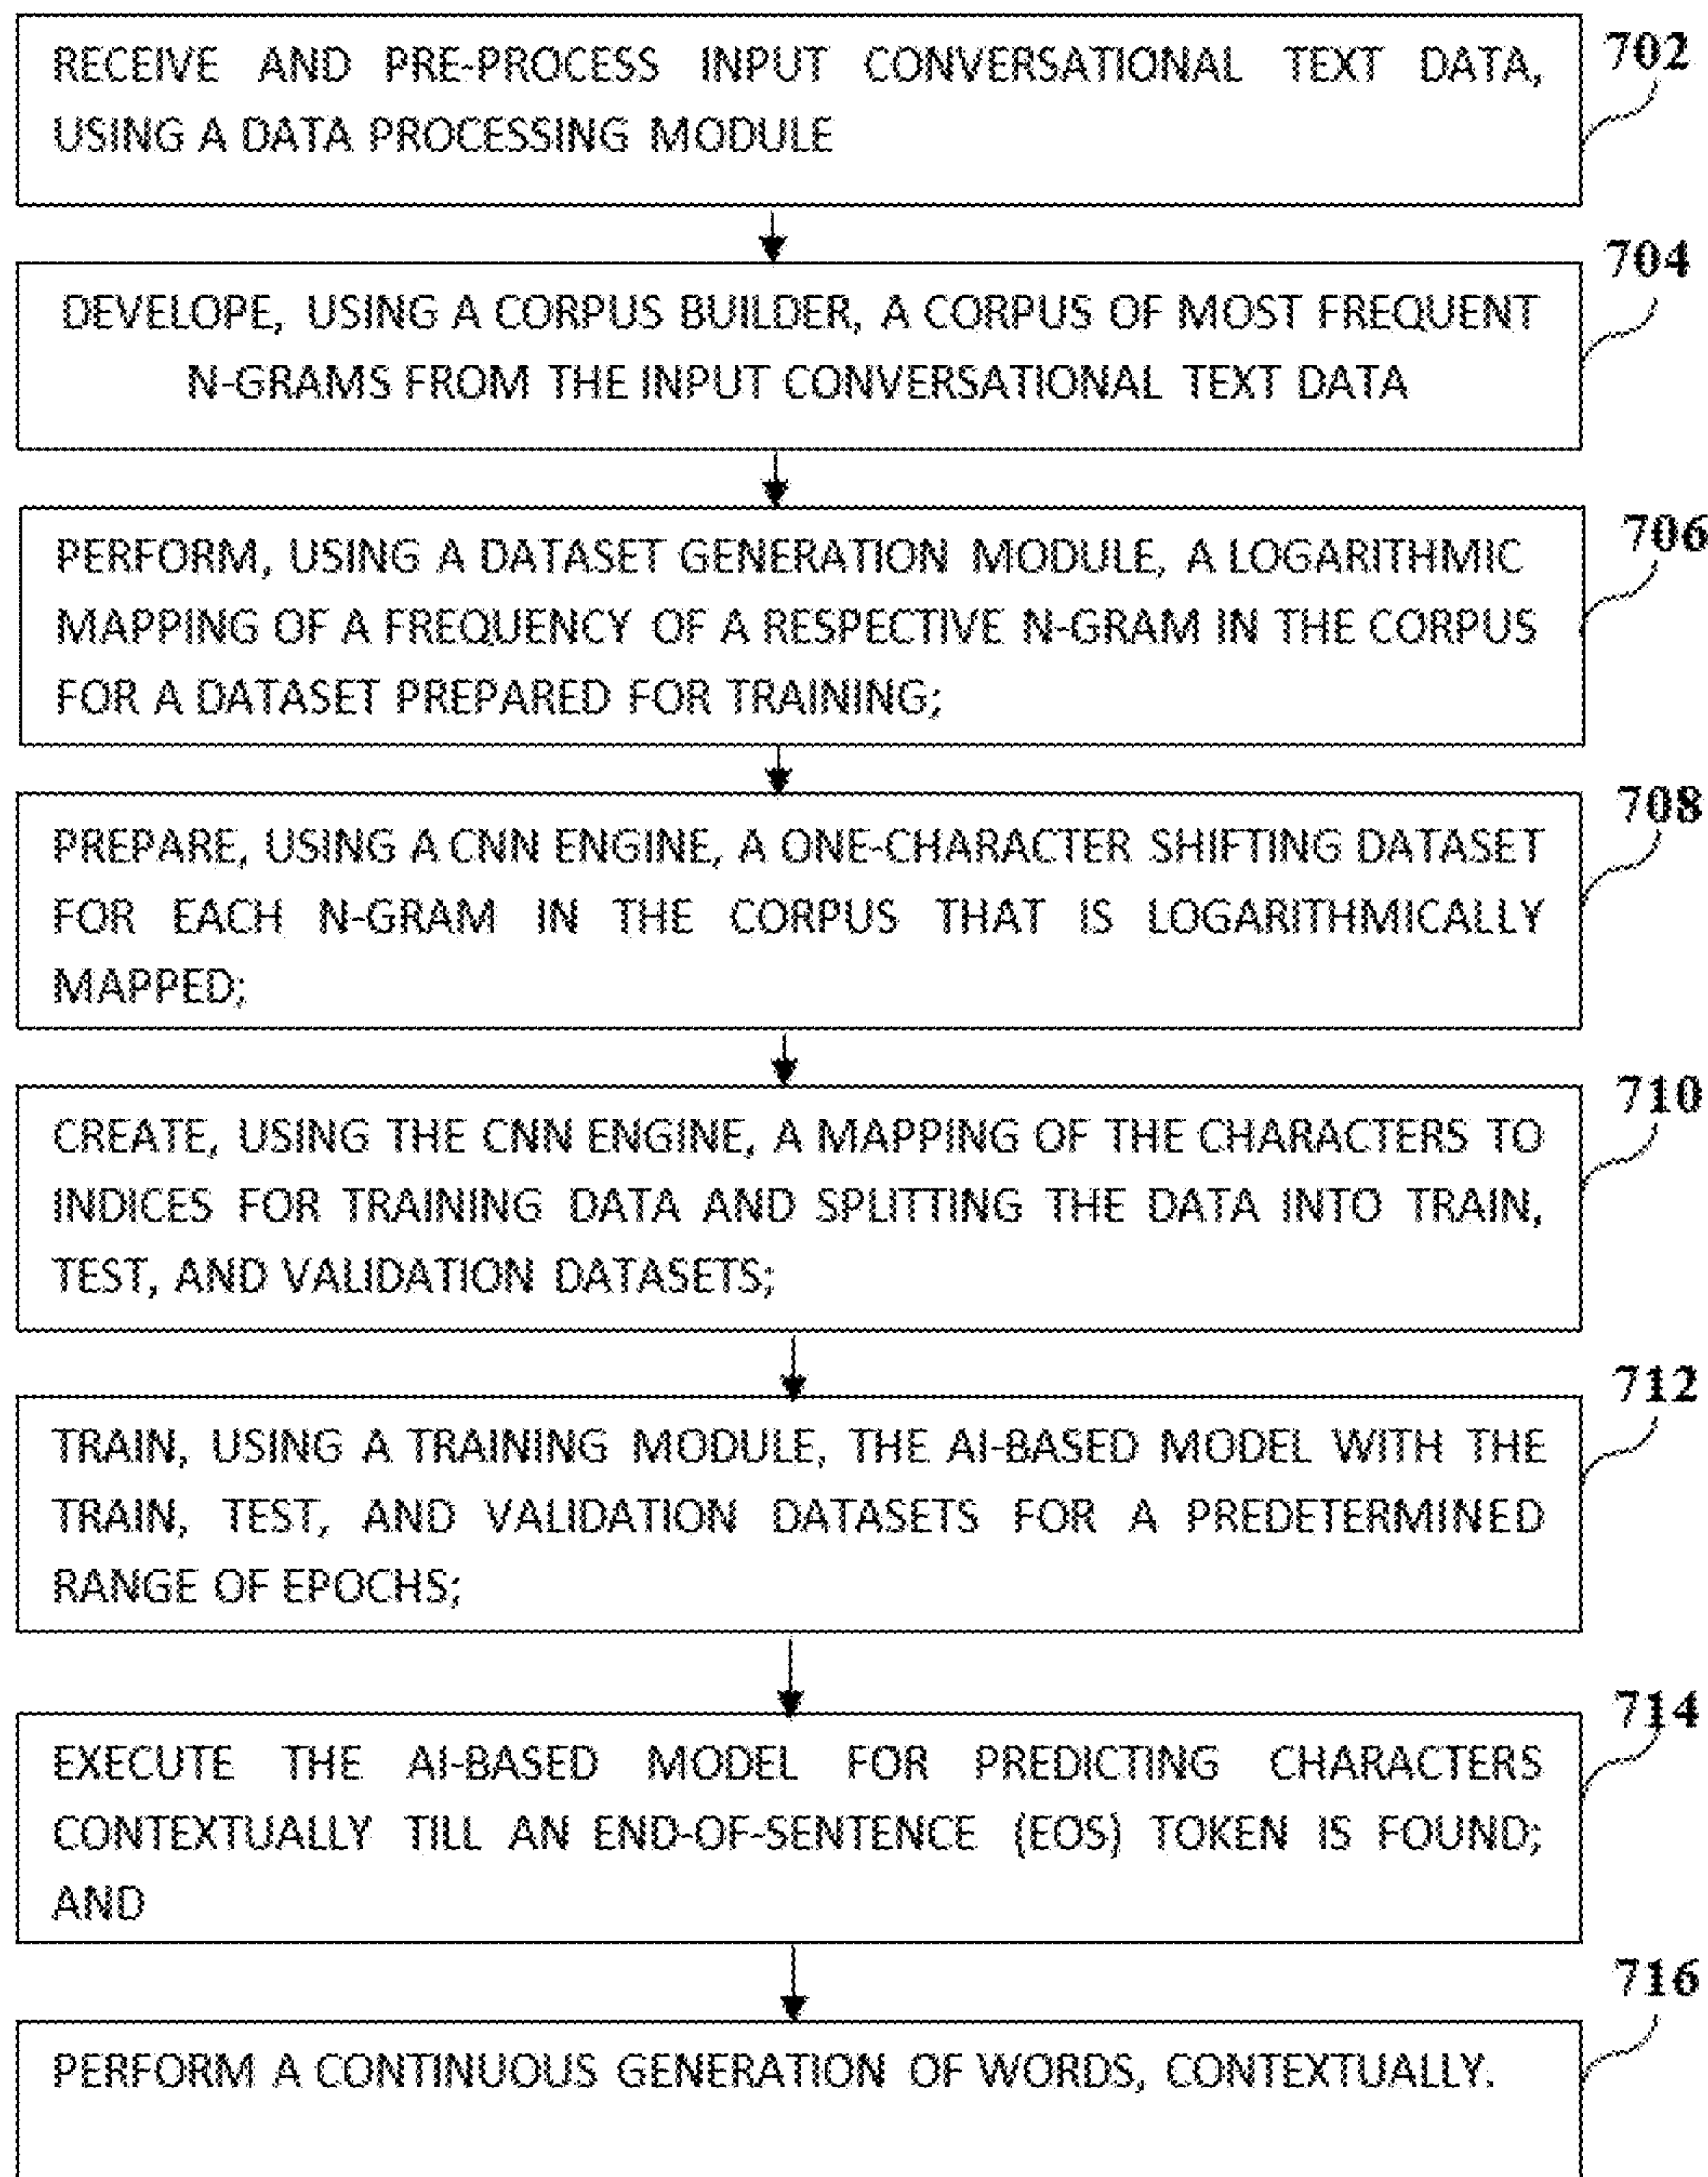 RECEIVE AND PRE-PROCESS INPUT CONVERSATIONAL TEXT DATA,
USING A DATA PROCESSING MODULE
702
DEVELOPE, USING A CORPUS BUILDER, A CORPUS OF MOST FREQUENT
N-GRAMS FROM THE INPUT CONVERSATIONAL TEXT DATA
704
PERFORM, USING A DATASET GENERATION MODULE, A LOGARITHMIC
MAPPING OF A FREQUENCY OF A RESPECTIVE N-GRAM IN THE CORPUS
FOR A DATASET PREPARED FOR TRAINING;
706
PREPARE, USING A CNN ENGINE, A ONE-CHARACTER SHIFTING DATASET
FOR EACH N-GRAM IN THE CORPUS THAT IS LOGARITHMICALLY
MAPPED;
708
CREATE, USING THE CNN ENGINE, A MAPPING OF THE CHARACTERS TO
INDICES FOR TRAINING DATA AND SPLITTING THE DATA INTO TRAIN,
TEST, AND VALIDATION DATASETS;
710
TRAIN, USING A TRAINING MODULE, THE AI-BASED MODEL WITH THE
TRAIN, TEST, AND VALIDATION DATASETS FOR A PREDETERMINED
RANGE OF EPOCHS;
712
EXECUTE THE AI-BASED MODEL FOR PREDICTING CHARACTERS
CONTEXTUALLY TILL AN END-OF-SENTENCE (EOS) TOKEN IS FOUND;
AND
714
PERFORM A CONTINUOUS GENERATION OF WORDS, CONTEXTUALLY.
716